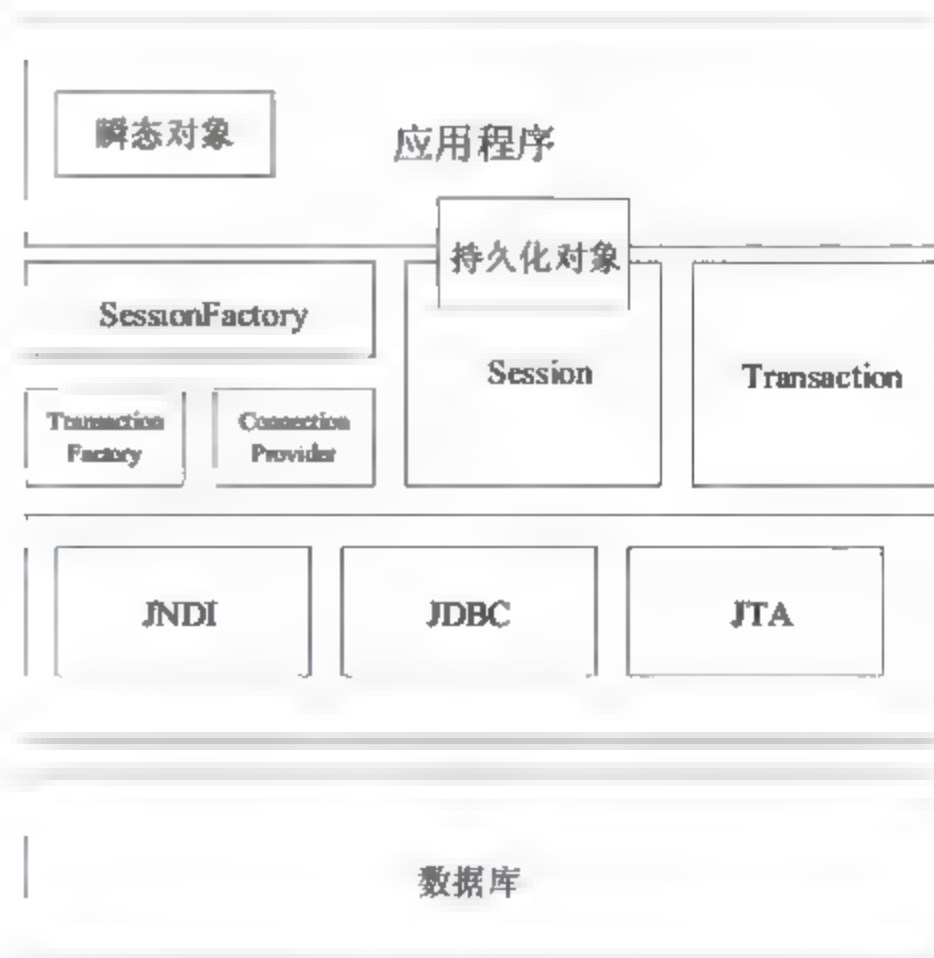 瞬态对象
应用程序
持久化对象
SessionFactory
Session
Transaction
Transaction
Factory
Connection
Provider
JNDI
JDBC
JTA
数据库